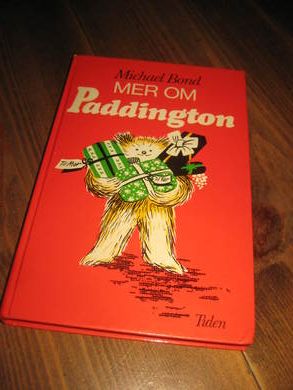 Michael Bond
MER OM
Paddington
Tiden